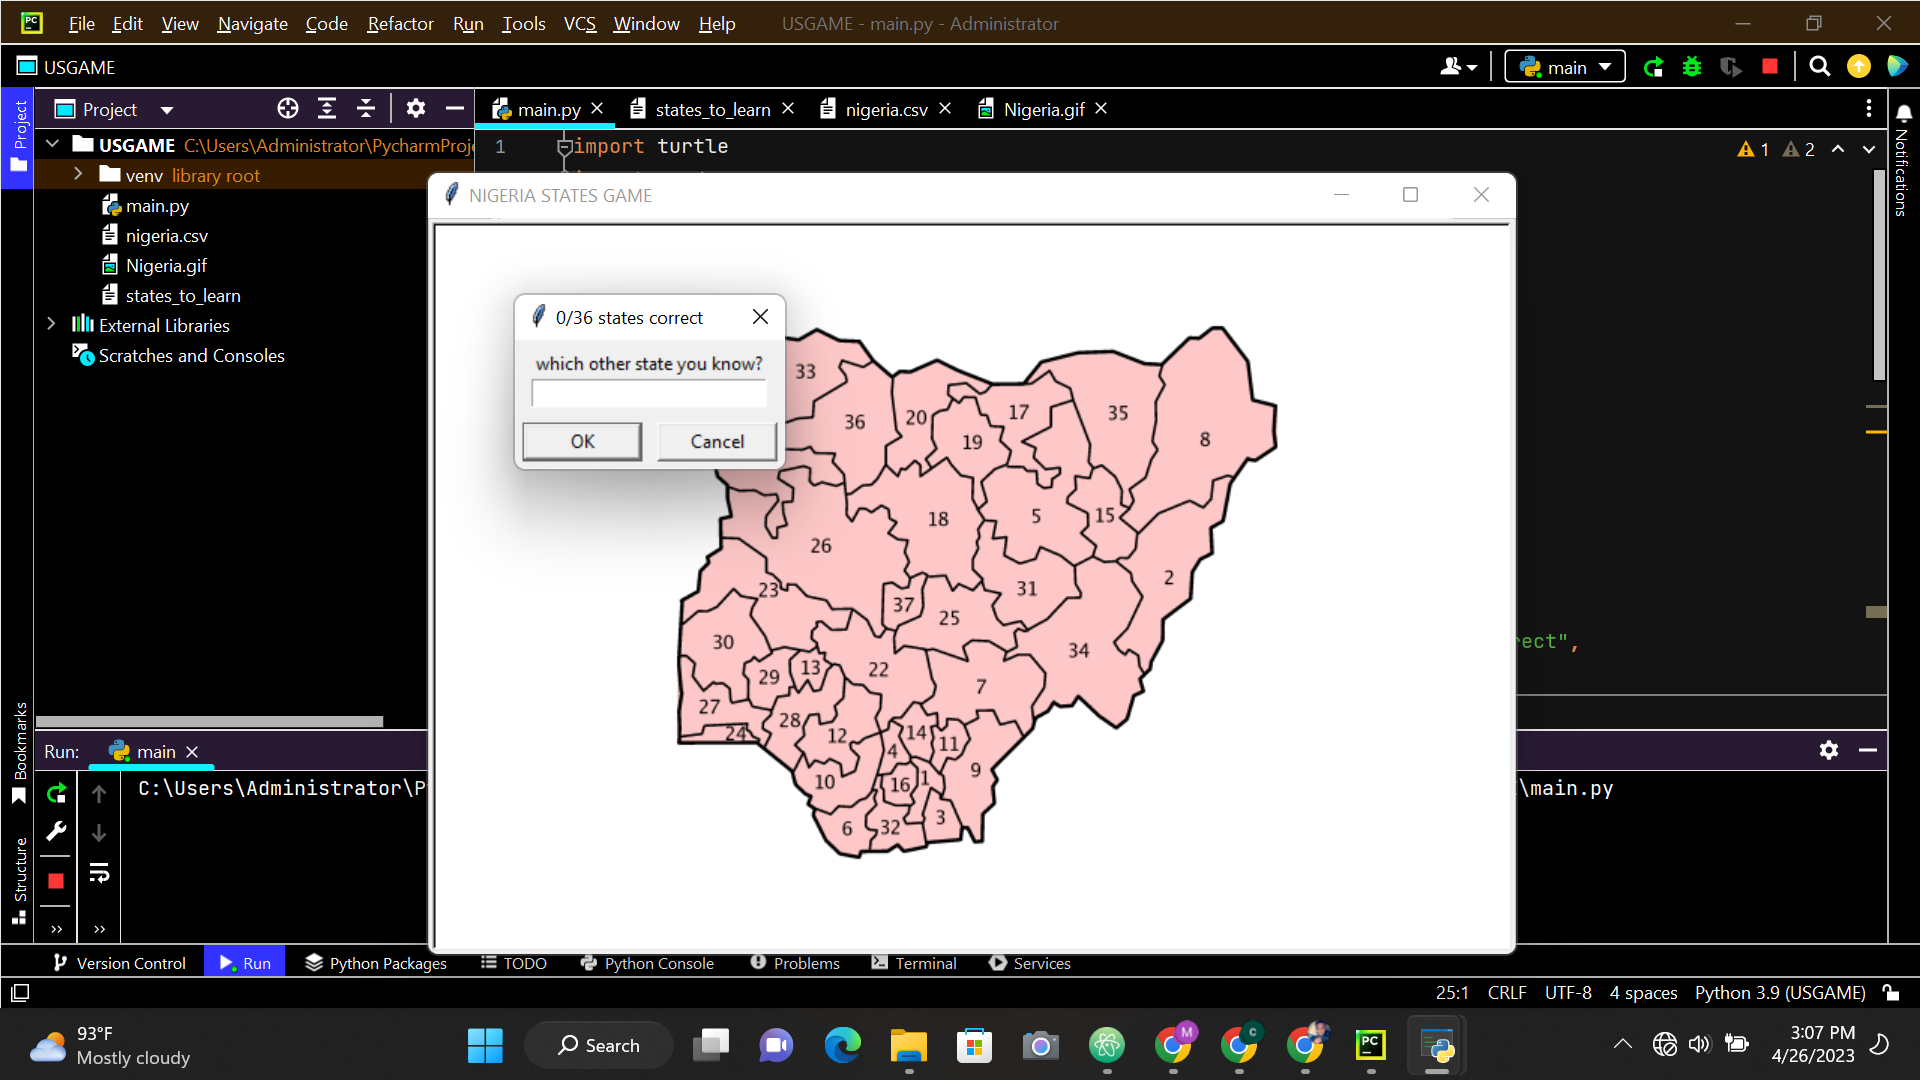 File Edit View Navigate Code Refactor Run Tools VCS Window Help USGAME - main.py - Administrator
USGAME
main
Project
main.py
states_to_learn
nigeria.csv
Nigeria.gif
Project
Notifications
USGAME C:\Users\Administrator\PycharmProje
venv library root
main.py
nigeria.csv
Nigeria.gif
states_to_learn
External Libraries
Scratches and Consoles
1 import turtle
1 2
NIGERIA STATES GAME
0/36 states correct
which other state you know?
OK Cancel
33
36
20
17
35
19
8
18
5
15
26
2
23
37
25
31
30
13
29
22
34
7
27
28
24
12
14
11
4
10
16
1
9
6
32
3
rect",
Bookmarks
Structure
Run: main
C:\Users\Administrator\P
\main.py
Version Control Run Python Packages TODO Python Console Problems Terminal Services
25:1 CRLF UTF-8 4 spaces Python 3.9 (USGAME)
93°F
Mostly cloudy
Search
M
C
PC
3:07 PM
4/26/2023